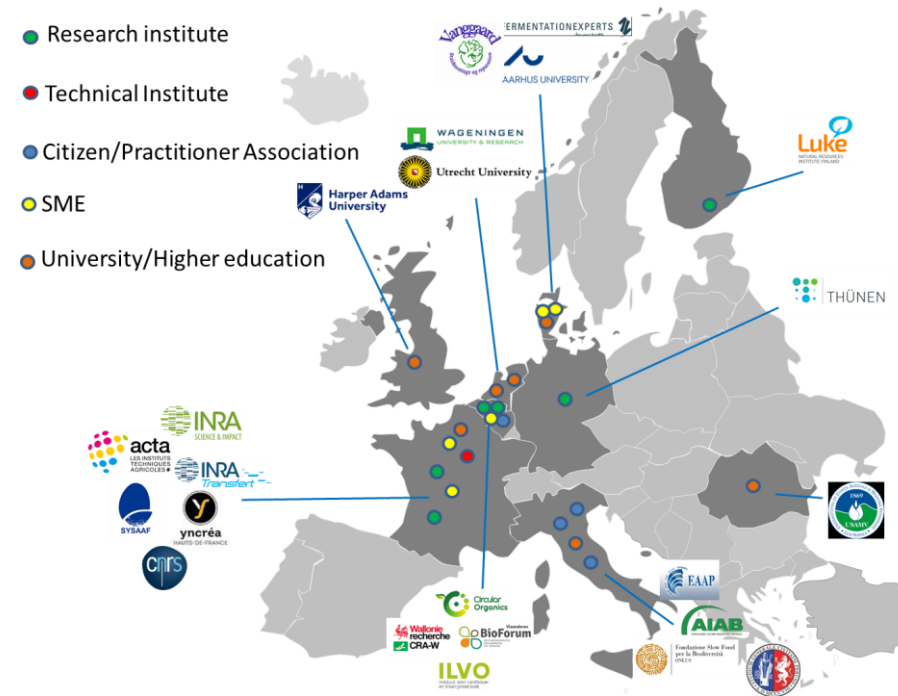 Research institute
Technical Institute
Citizen/Practitioner Association
SME
University/Higher education
Vanggaard
FERMENTATIONEXPERTS
AARHUS UNIVERSITY
WAGENINGEN
UNIVERSITY & RESEARCH
Utrecht University
H
Harper Adams
University
Luke
NATURAL RESOURCES
INSTITUTE FINLAND
THÜNEN
INRA
SCIENCE & IMPACT
acta
LES INSTITUTS
TECHNIQUES
AGRICOLES
INRA
Transfert
SYSAAF
y
yncréa
HAUTS-DE-FRANCE
cnrs
1869
USAMV
Circular
Organics
Wallonie
recherche
CRA-W
Vlaanderen
BioForum
ILVO
EAAP
AIAB
Fondazione Slow Food
per la Biodiversità
ONLUS